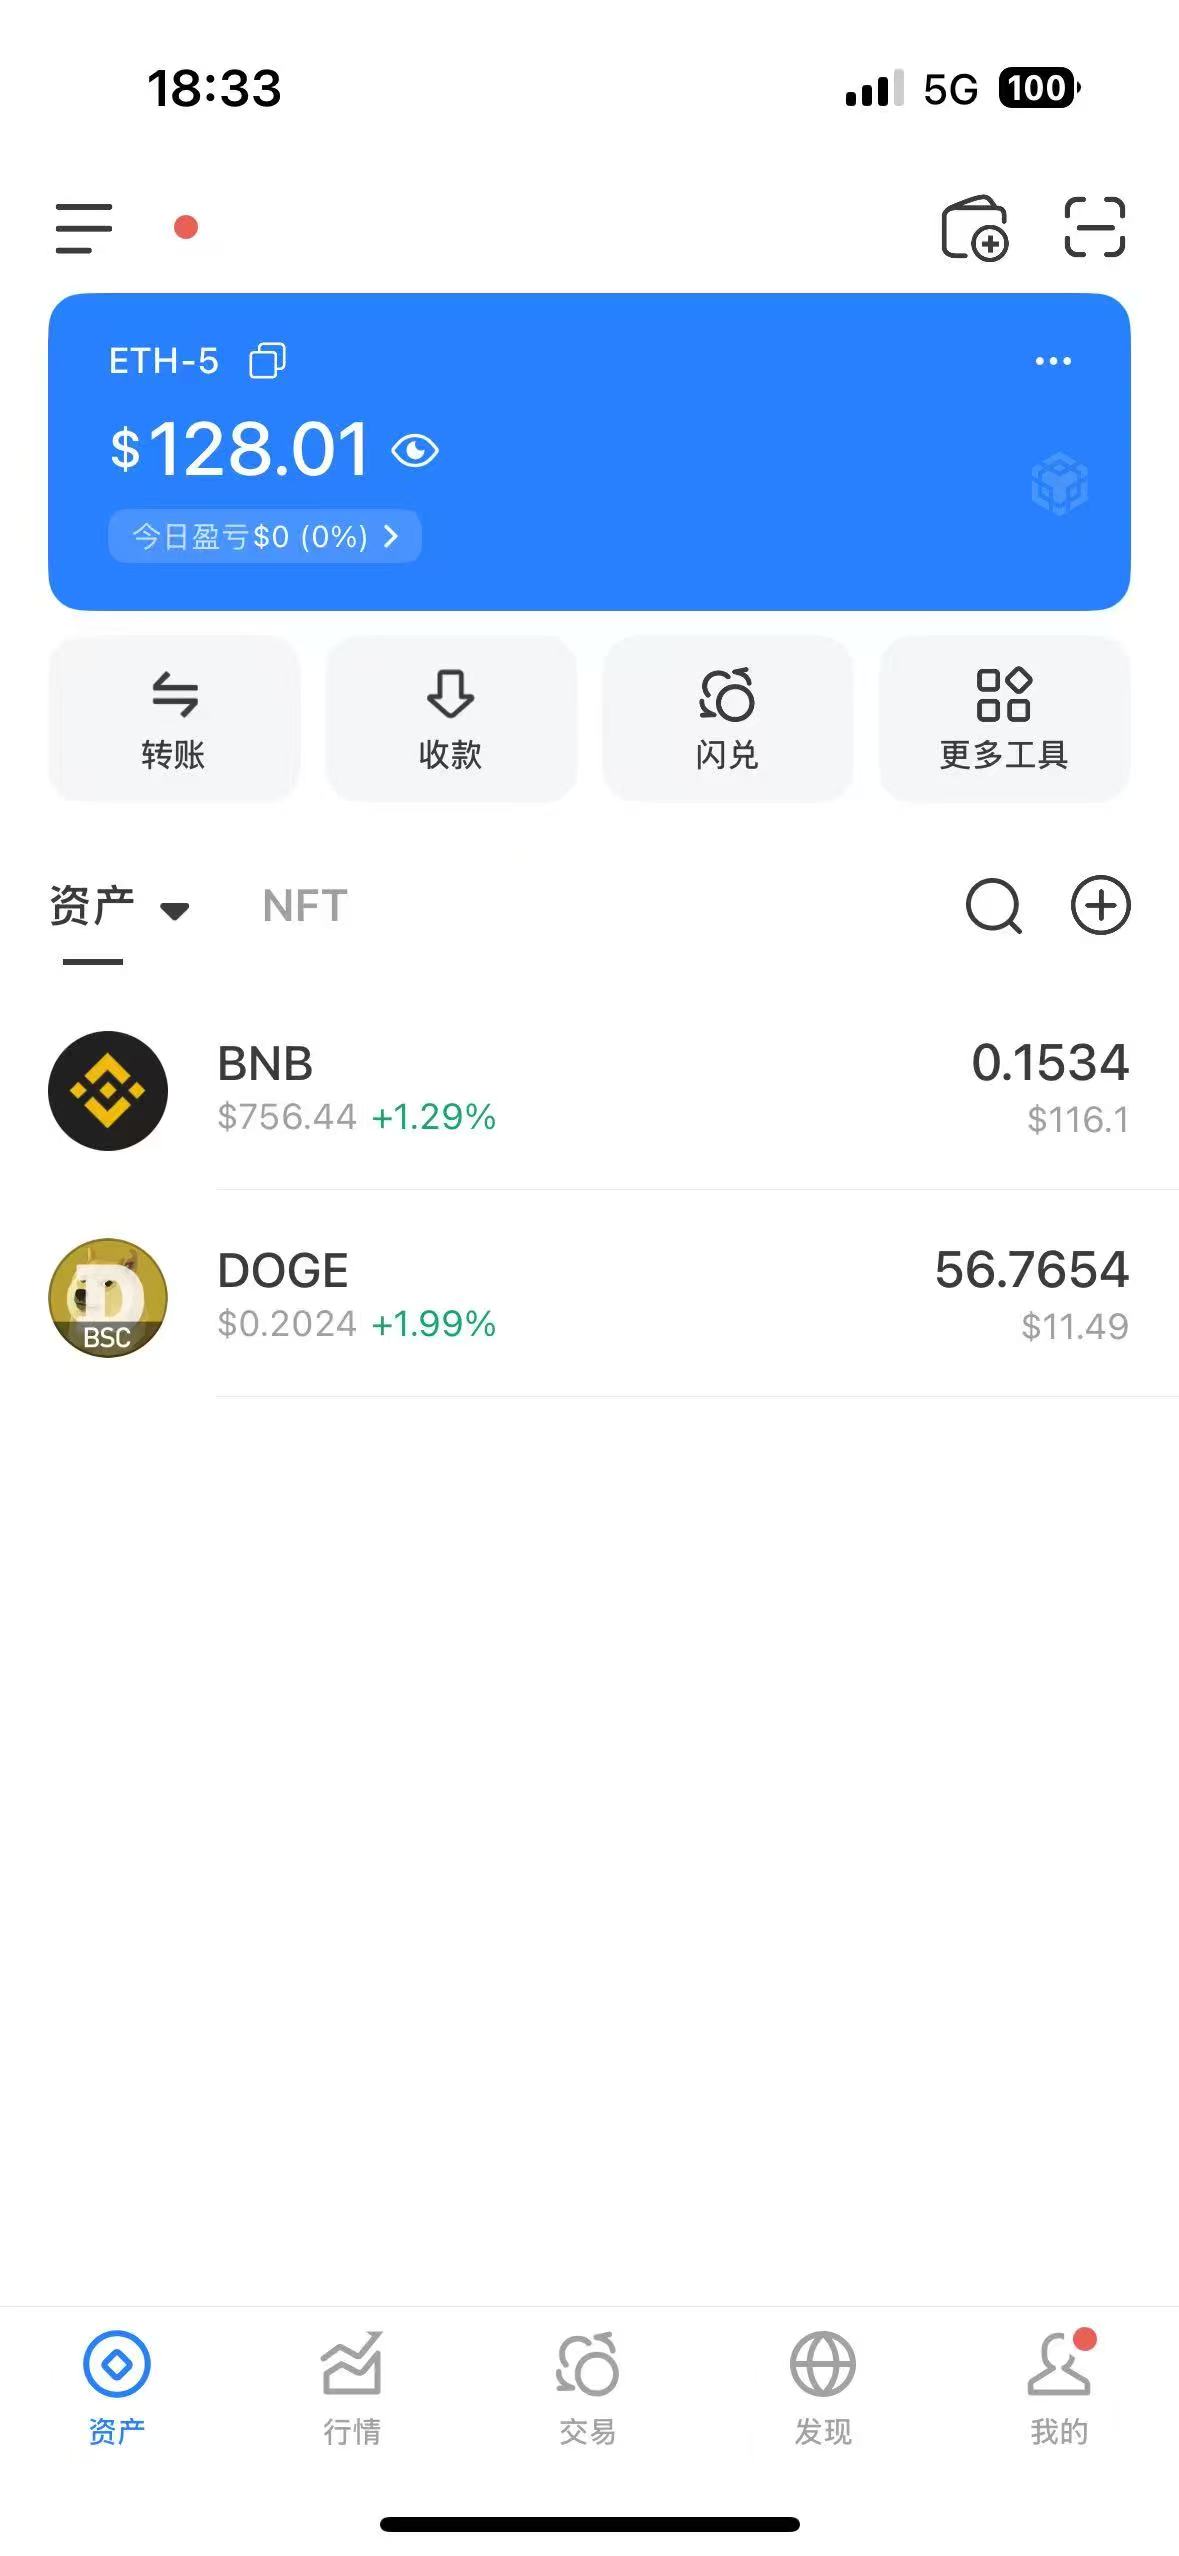 18:33 5G 100
ETH-5
$128.01
今日盈亏$0 (0%)
转账 收款 闪兑 更多工具
资产 NFT
BNB 0.1534
$756.44 +1.29% $116.1
DOGE 56.7654
$0.2024 +1.99% $11.49
BSC
资产 行情 交易 发现 我的